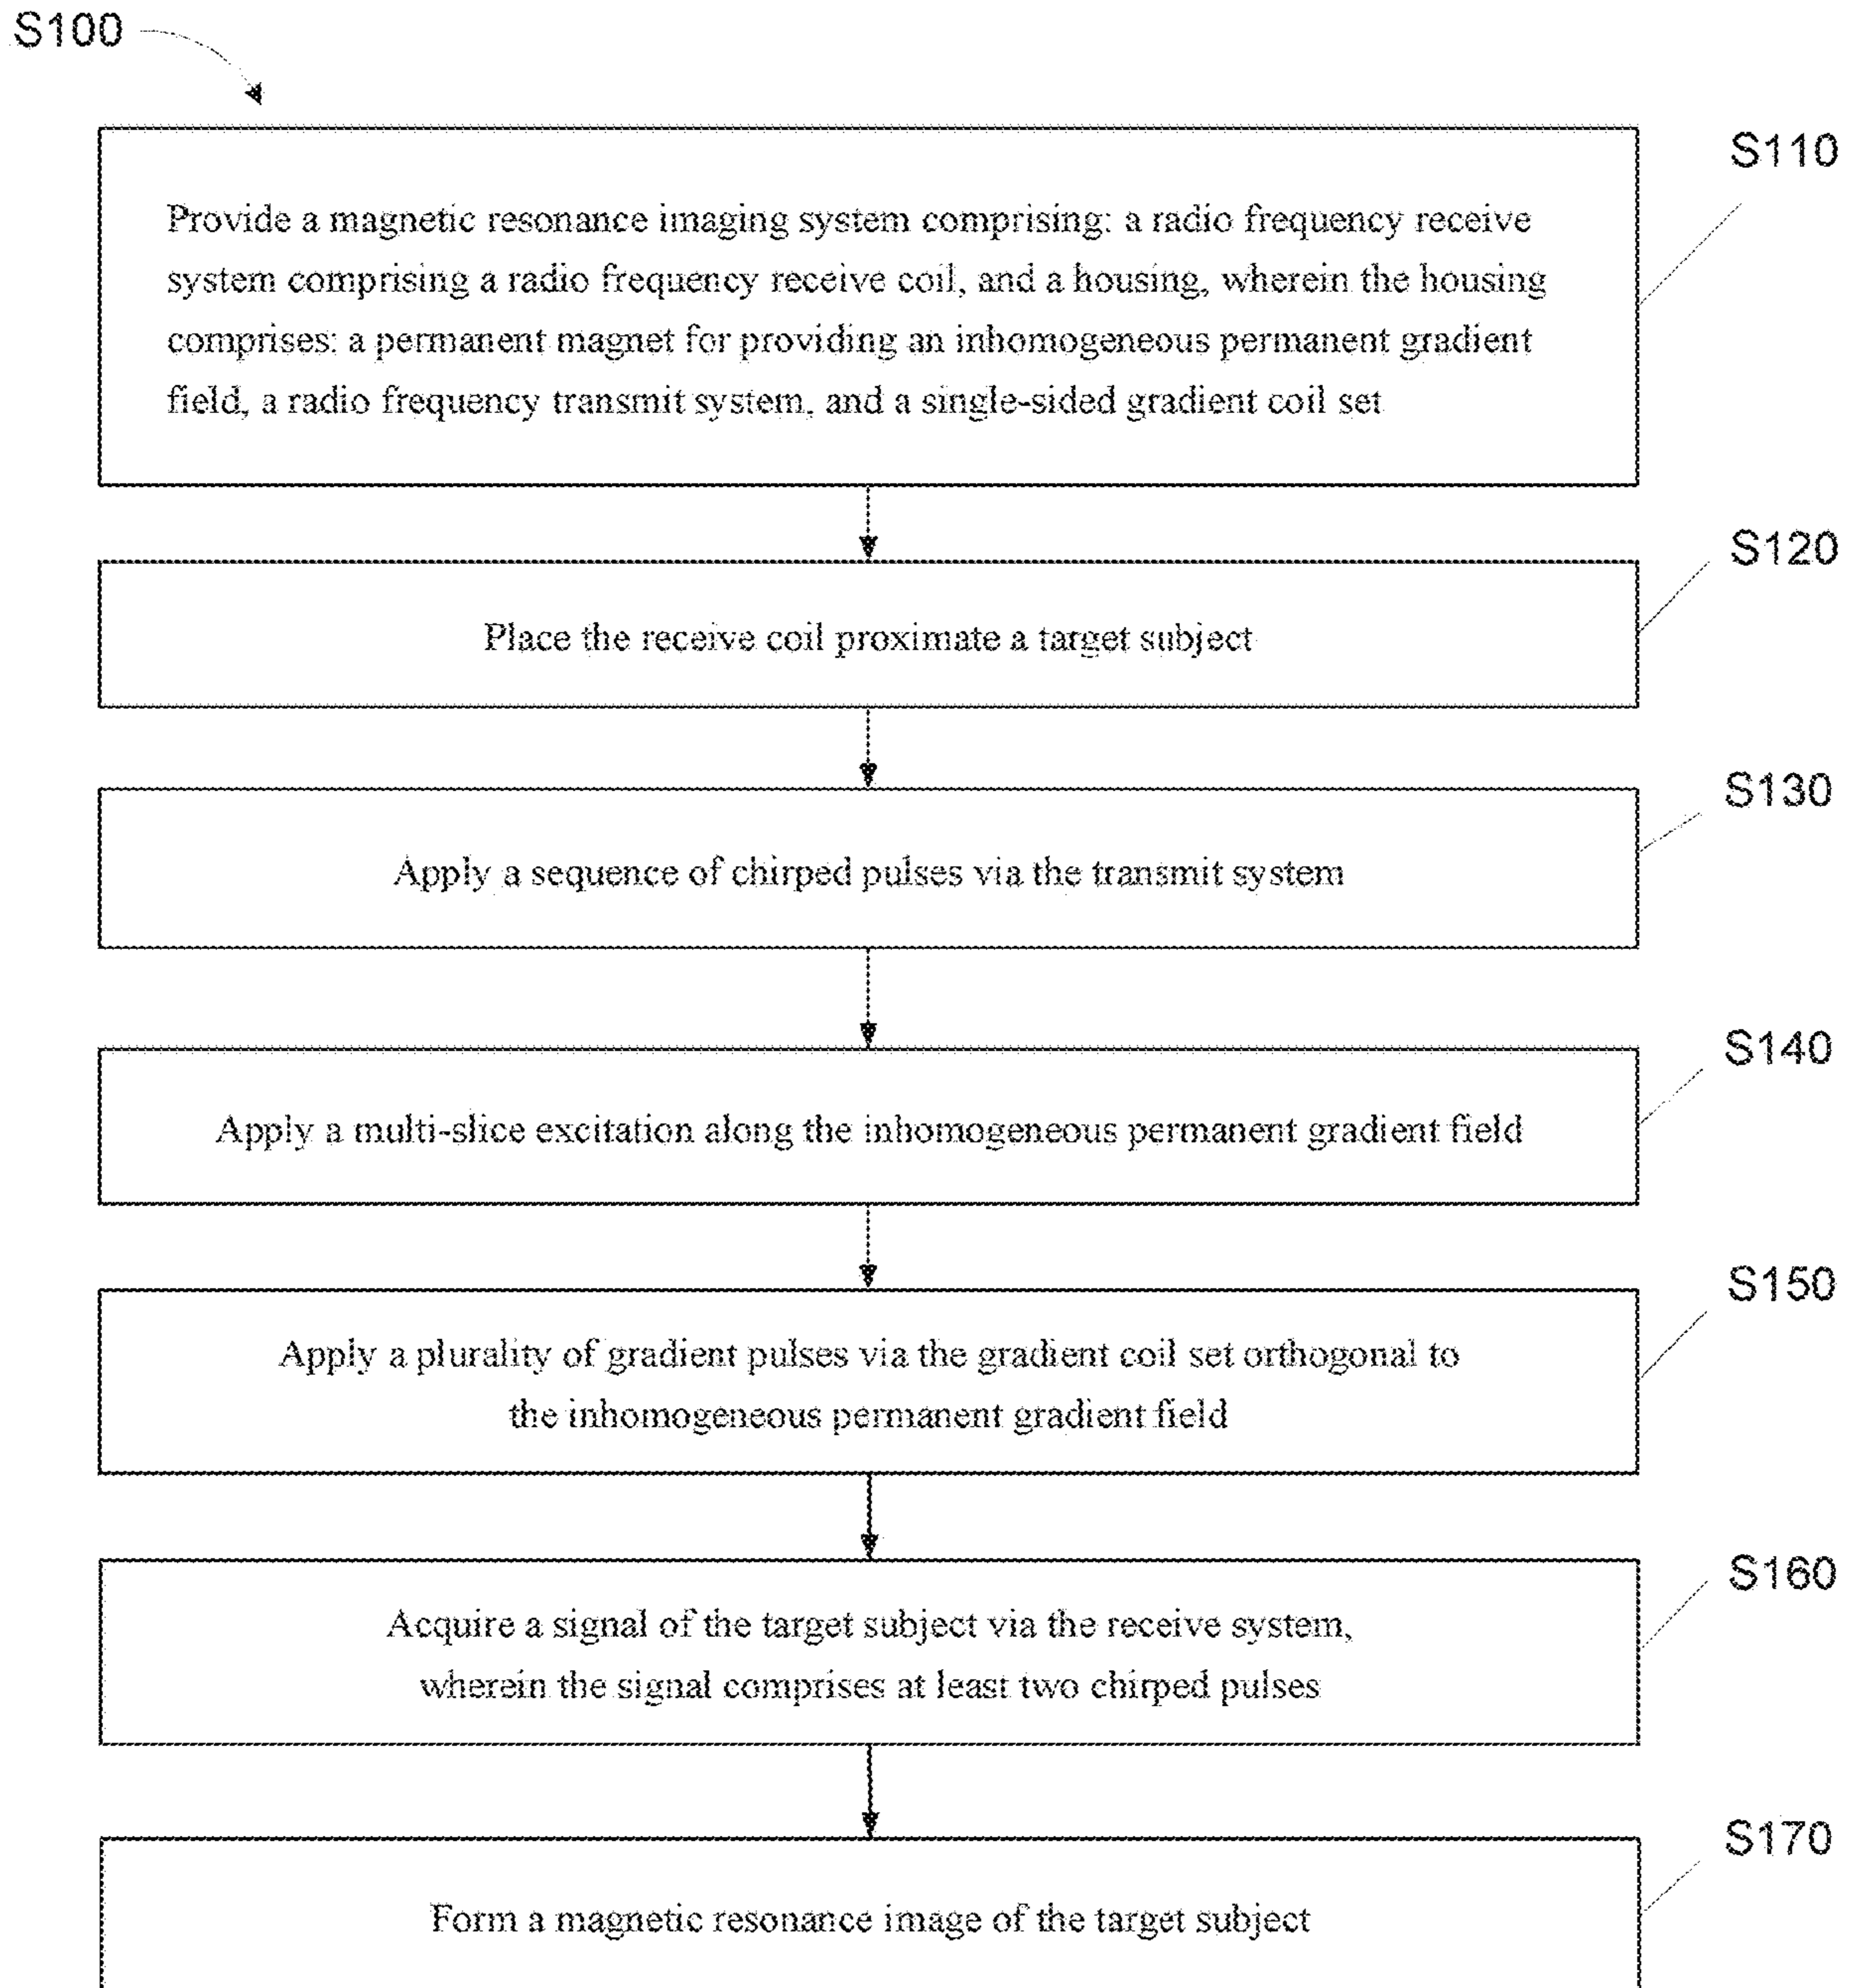 S100
S110
Provide a magnetic resonance imaging system comprising: a radio frequency receive
system comprising a radio frequency receive coil, and a housing, wherein the housing
comprises: a permanent magnet for providing an inhomogeneous permanent gradient
field, a radio frequency transmit system, and a single-sided gradient coil set
S120
Place the receive coil proximate a target subject
S130
Apply a sequence of chirped pulses via the transmit system
S140
Apply a multi-slice excitation along the inhomogeneous permanent gradient field
S150
Apply a plurality of gradient pulses via the gradient coil set orthogonal to
the inhomogeneous permanent gradient field
S160
Acquire a signal of the target subject via the receive system,
wherein the signal comprises at least two chirped pulses
S170
Form a magnetic resonance image of the target subject